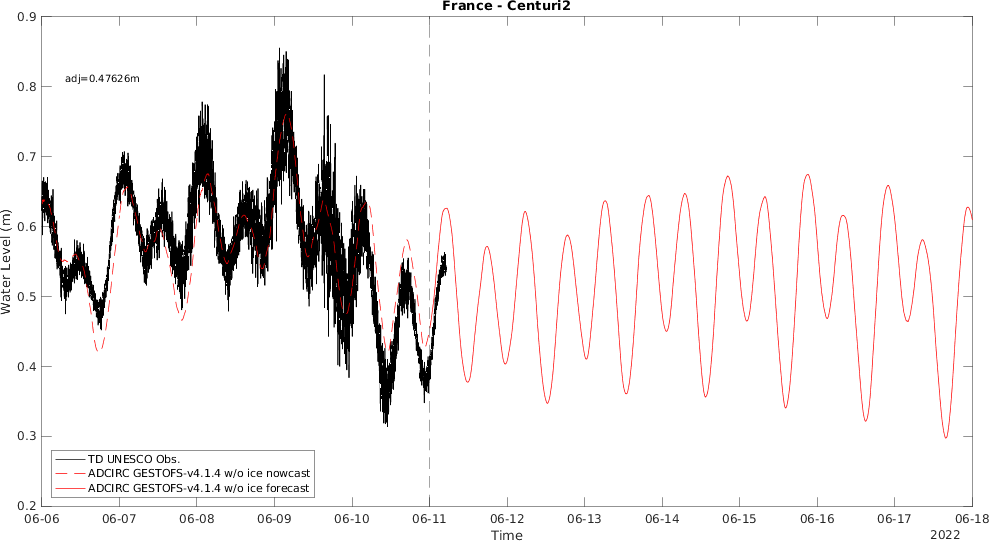 France - Centuri2
adj=0.47626m
Water Level (m)
0.9
0.8
0.7
0.6
0.5
0.4
0.3
0.2
TD UNESCO Obs.
ADCIRC GESTOFS-v4.1.4 w/o ice nowcast
ADCIRC GESTOFS-v4.1.4 w/o ice forecast
06-06 06-07 06-08 06-09 06-10 06-11 06-12 06-13 06-14 06-15 06-16 06-17 06-18
Time
2022